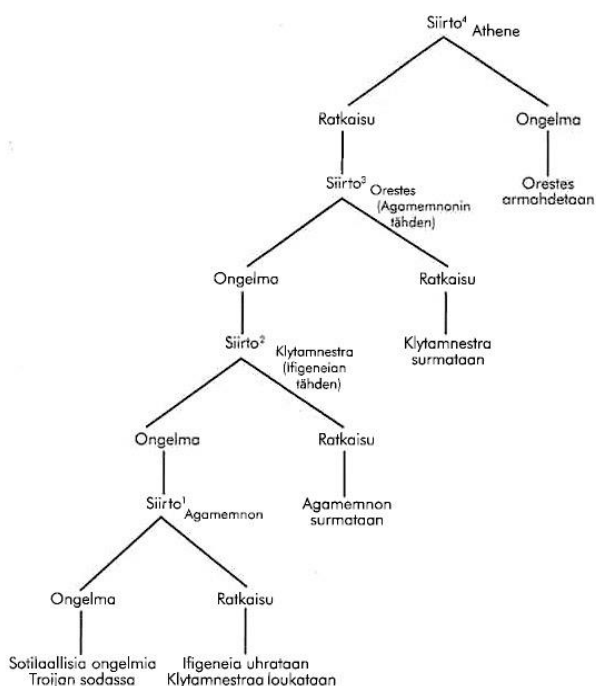 Siirto⁴ Athene
Ratkaisu Ongelma
Siirto³ Orestes
(Agamemnonin
tähden)
Orestes
armahdetaan
Ongelma Ratkaisu
Siirto² Klytamnestra
(Ifigeneian
tähden)
Klytamnestra
surmataan
Ongelma Ratkaisu
Siirto¹ Agamemnon
Agamemnon
surmataan
Ongelma Ratkaisu
Sotilaallisia ongelmia
Troijan sodassa
Ifigeneia uhrataan
Klytamnestraa loukataan